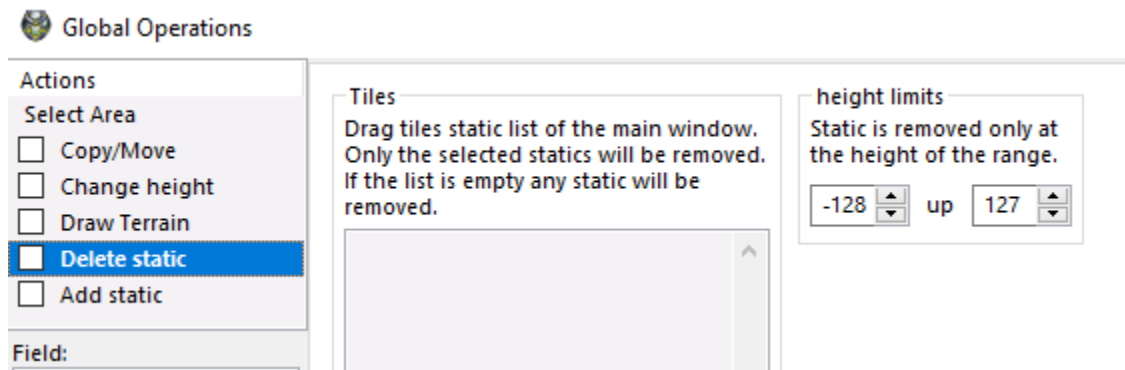 Global Operations
Actions
Select Area
Copy/Move
Change height
Draw Terrain
Delete static
Add static
Field:
Tiles
Drag tiles static list of the main window.
Only the selected statics will be removed.
If the list is empty any static will be
removed.
height limits
Static is removed only at
the height of the range.
-128 up 127